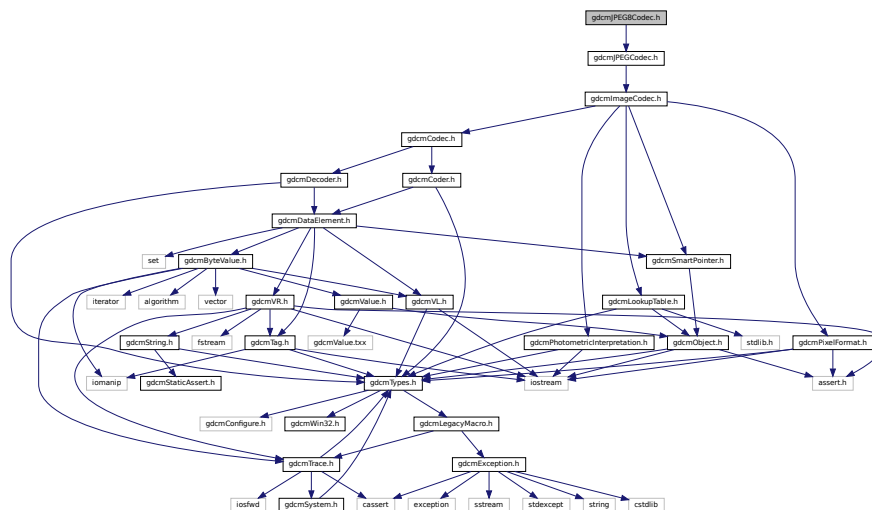 gdcmJPEG8Codec.h
gdcmJPEGCodec.h
gdcmImageCodec.h
gdcmCodec.h
gdcmDecoder.h
gdcmCoder.h
gdcmDataElement.h
set
gdcmByteValue.h
gdcmSmartPointer.h
iterator
algorithm
vector
gdcmVR.h
gdcmValue.h
gdcmVL.h
gdcmLookupTable.h
gdcmString.h
fstream
gdcmTag.h
gdcmValue.txx
gdcmPhotometricInterpretation.h
gdcmObject.h
stdlib.h
gdcmPixelFormat.h
iomanip
gdcmStaticAssert.h
gdcmTypes.h
iostream
assert.h
gdcmConfigure.h
gdcmWin32.h
gdcmLegacyMacro.h
gdcmTrace.h
gdcmException.h
iosfwd
gdcmSystem.h
cassert
exception
sstream
stdexcept
string
cstdlib